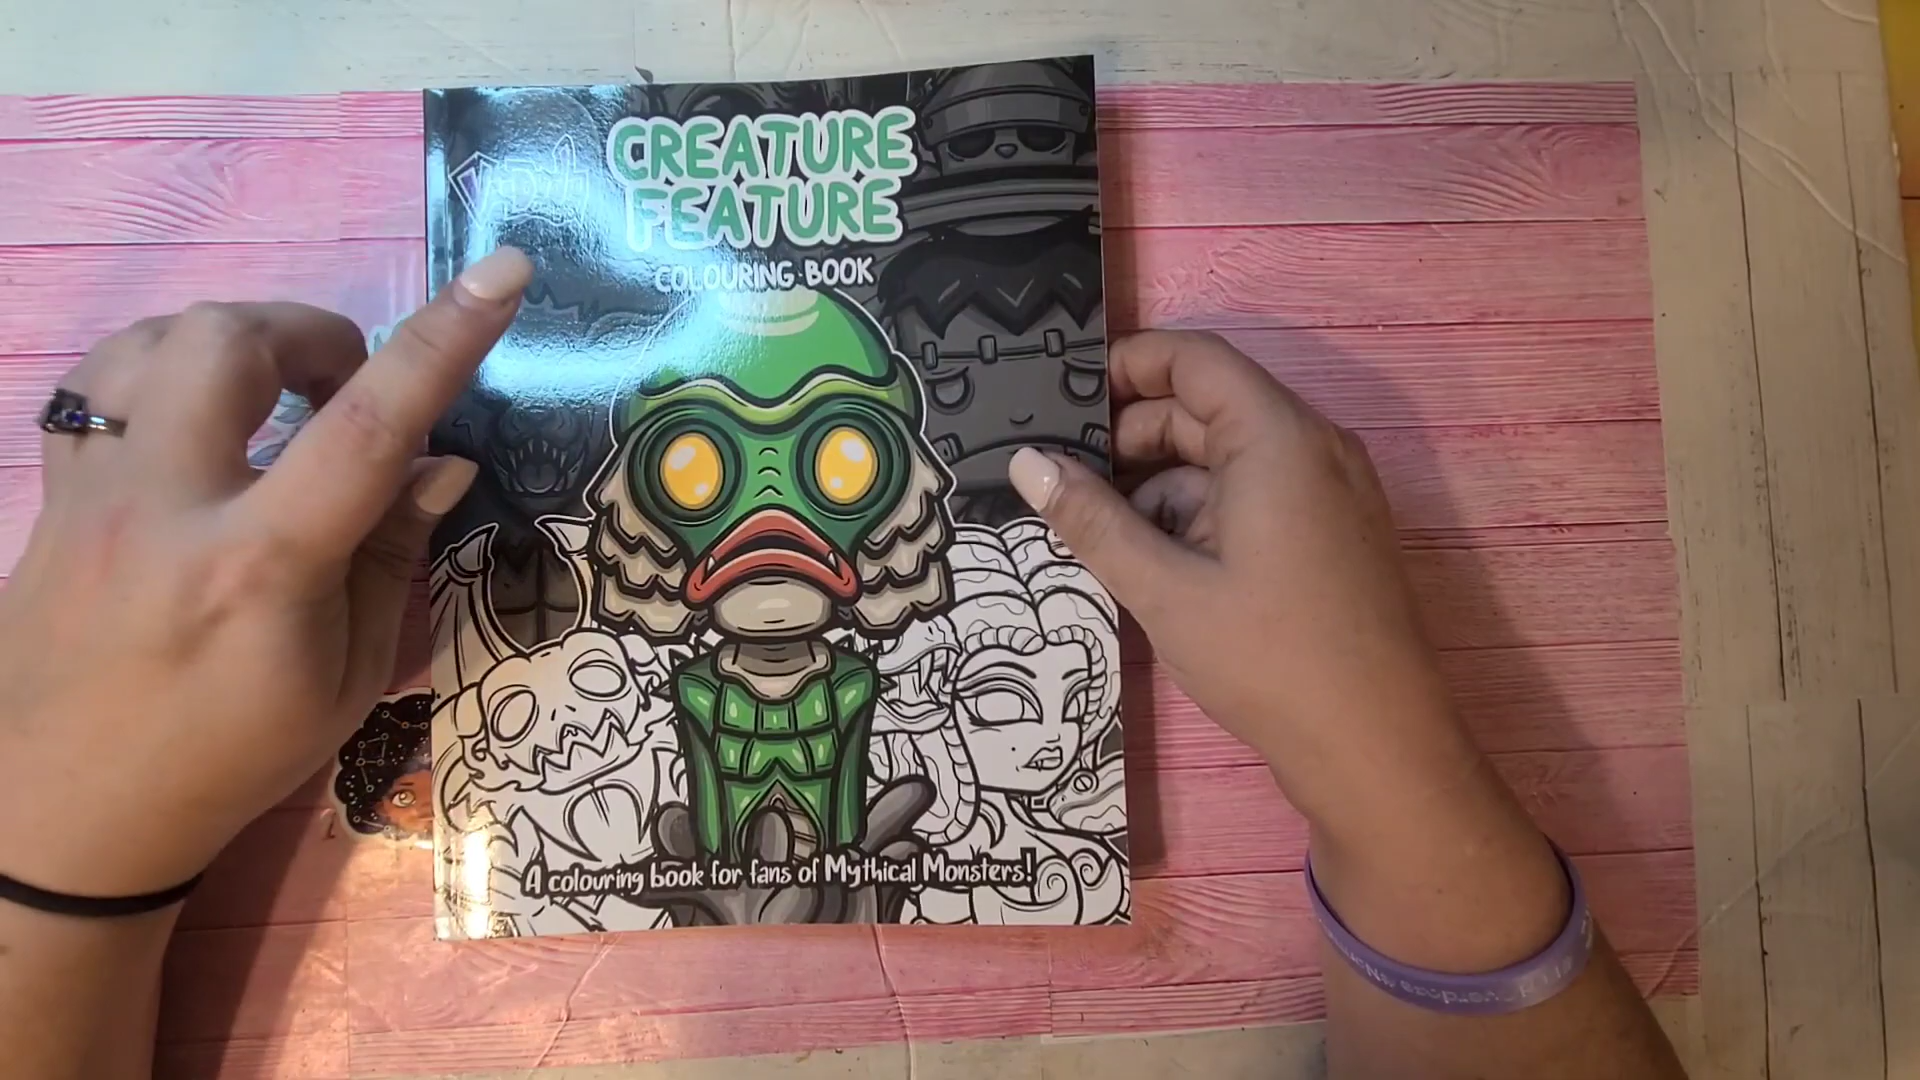 CREATURE
FEATURE
COLOURING BOOK
A colouring book for fans of Mythical Monsters!